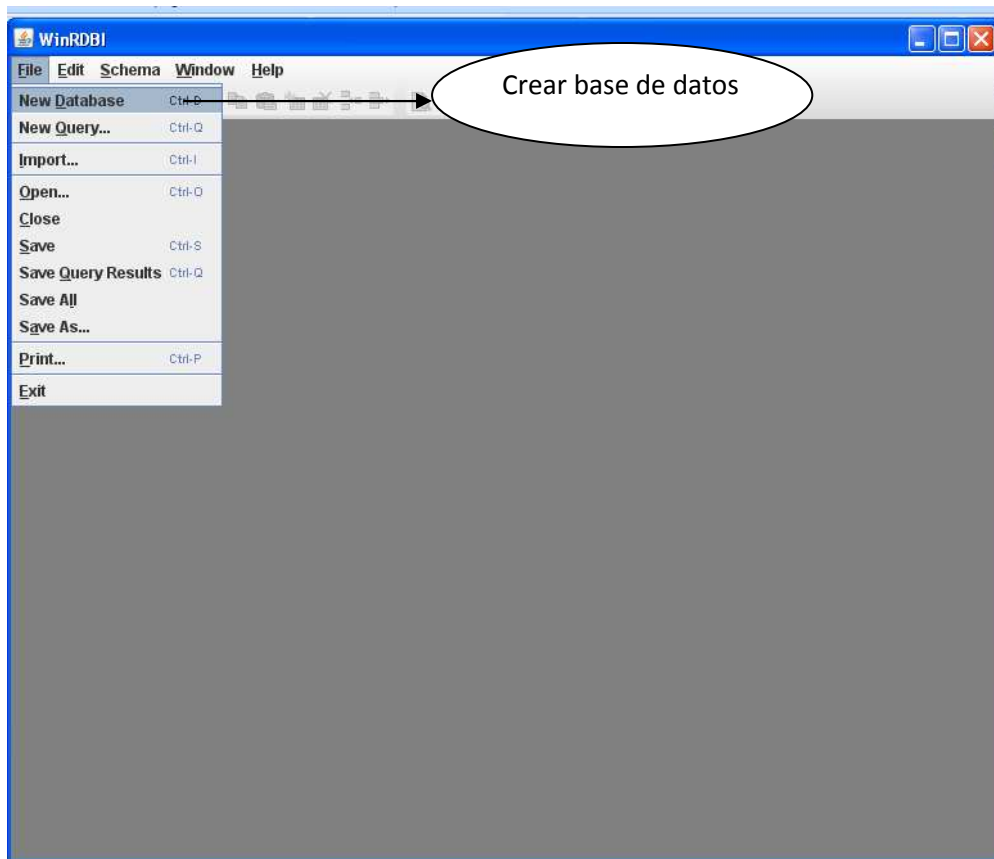 WinRDBI
File Edit Schema Window Help
Crear base de datos
New Database Ctrl-D
New Query... Ctrl-Q
Import... Ctrl-I
Open... Ctrl-O
Close
Save Ctrl-S
Save Query Results Ctrl-Q
Save All
Save As...
Print... Ctrl-P
Exit